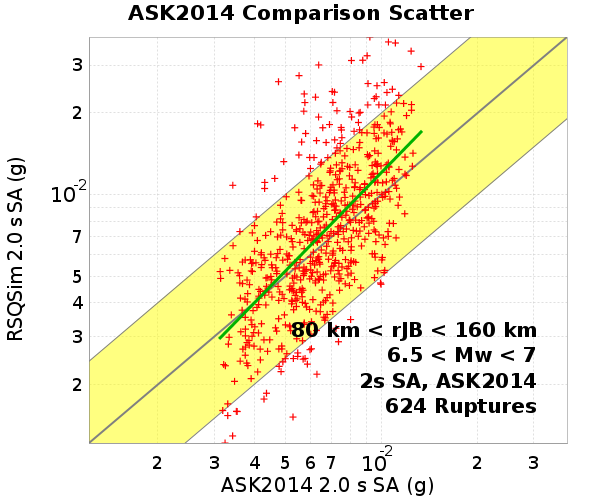 ASK2014 Comparison Scatter
RSQSim 2.0 s SA (g)
3
2
10-2
7
5
4
3
2
80 km < rJB < 160 km
6.5 < Mw < 7
2s SA, ASK2014
624 Ruptures
2 3 4 5 6 7 10-2 2 3
ASK2014 2.0 s SA (g)